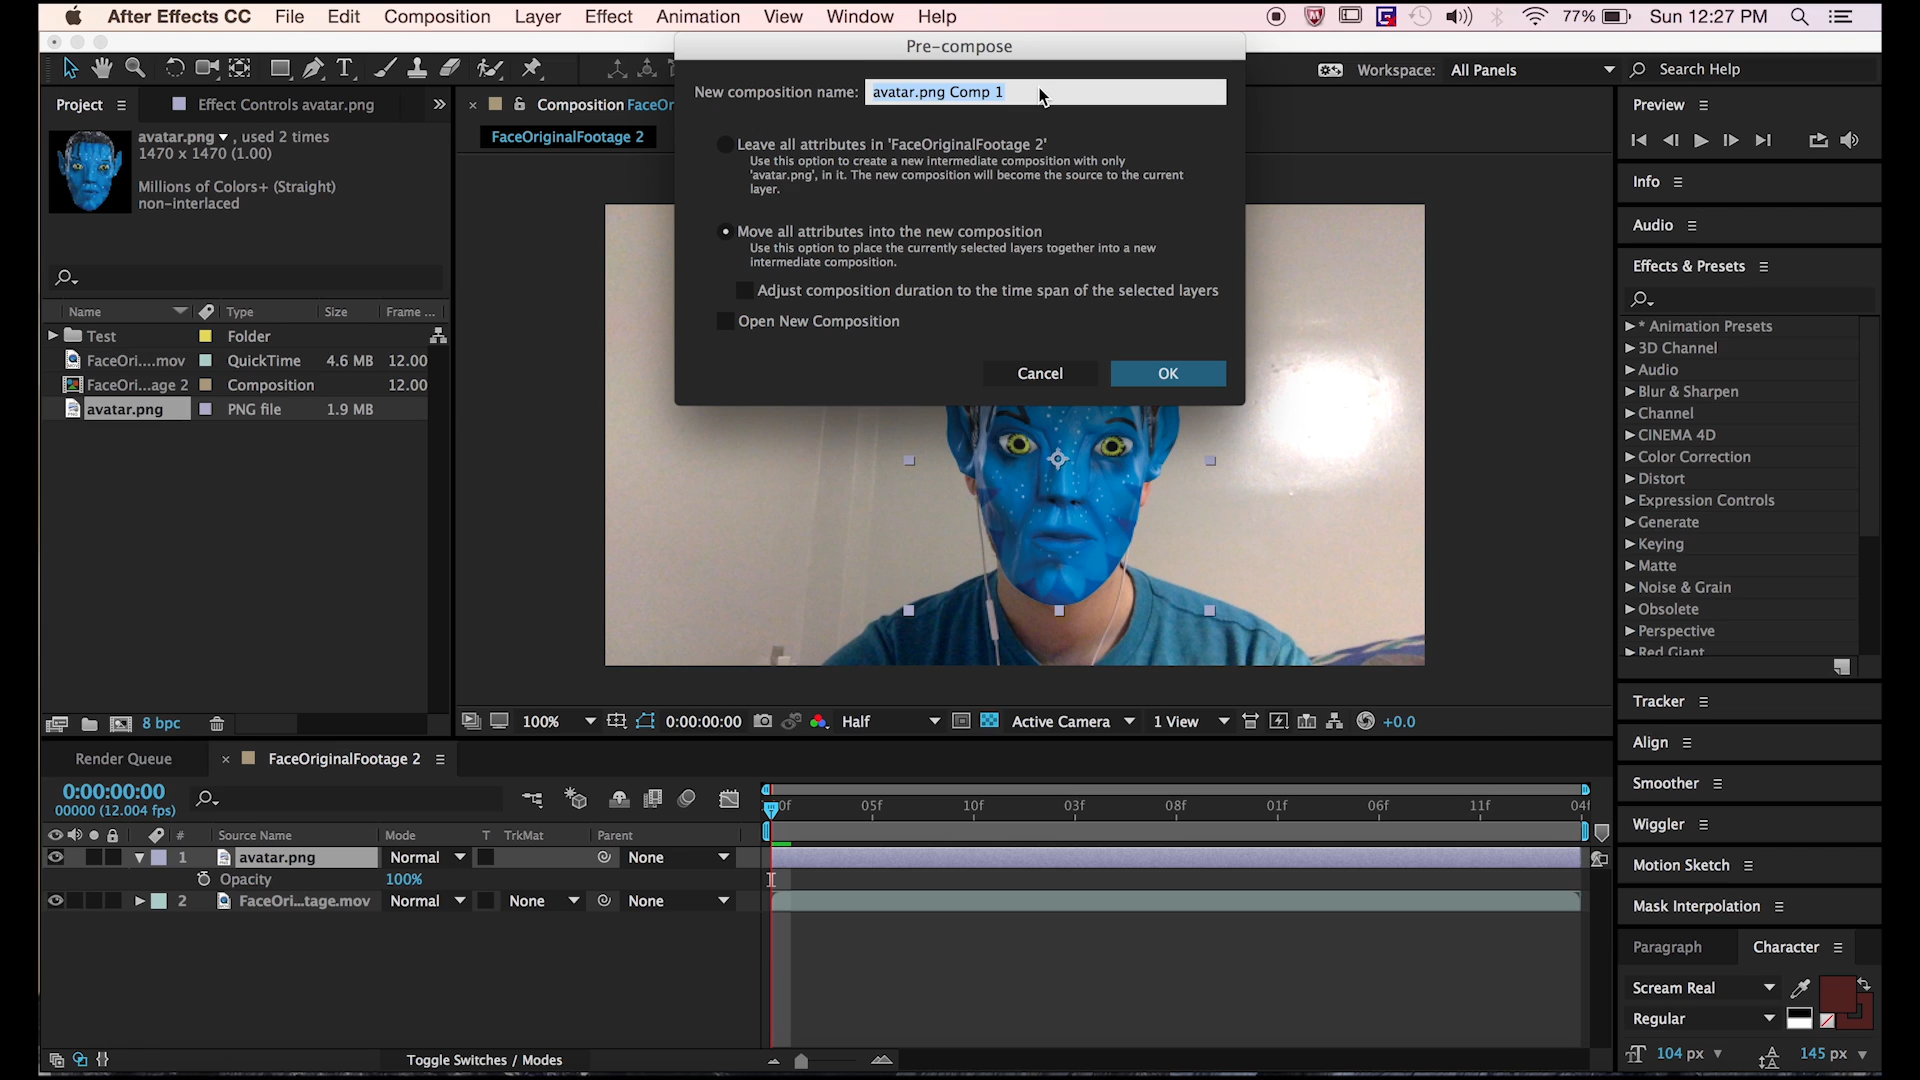 After Effects CC File Edit Composition Layer Effect Animation View Window Help 77% Sun 12:27 PM
Pre-compose
Workspace: All Panels Search Help
New composition name: avatar.png Comp 1
Leave all attributes in 'FaceOriginalFootage 2'
Use this option to create a new intermediate composition with only
'avatar.png', in it. The new composition will become the source to the current
layer.
Move all attributes into the new composition
Use this option to place the currently selected layers together into a new
intermediate composition.
Adjust composition duration to the time span of the selected layers
Open New Composition
Cancel OK
Project Effect Controls avatar.png
avatar.png , used 2 times
1470 x 1470 (1.00)
Millions of Colors+ (Straight)
non-interlaced
Name Type Size Frame ...
Test Folder
FaceOri....mov QuickTime 4.6 MB 12.00
FaceOri...age 2 Composition 12.00
avatar.png PNG file 1.9 MB
8 bpc
Composition FaceOr
FaceOriginalFootage 2
100% 0:00:00:00 Half Active Camera 1 View +0.0
Preview
Info
Audio
Effects & Presets
* Animation Presets
3D Channel
Audio
Blur & Sharpen
Channel
CINEMA 4D
Color Correction
Distort
Expression Controls
Generate
Keying
Matte
Noise & Grain
Obsolete
Perspective
Red Giant
Tracker
Align
Smoother
Wiggler
Motion Sketch
Mask Interpolation
Paragraph Character
Scream Real
Regular
104 px 145 px
Render Queue FaceOriginalFootage 2
0:00:00:00
00000 (12.004 fps)
00f 05f 10f 03f 08f 01f 06f 11f 04f
# Source Name Mode T TrkMat Parent
1 avatar.png Normal None
Opacity 100%
2 FaceOri...tage.mov Normal None None
Toggle Switches / Modes